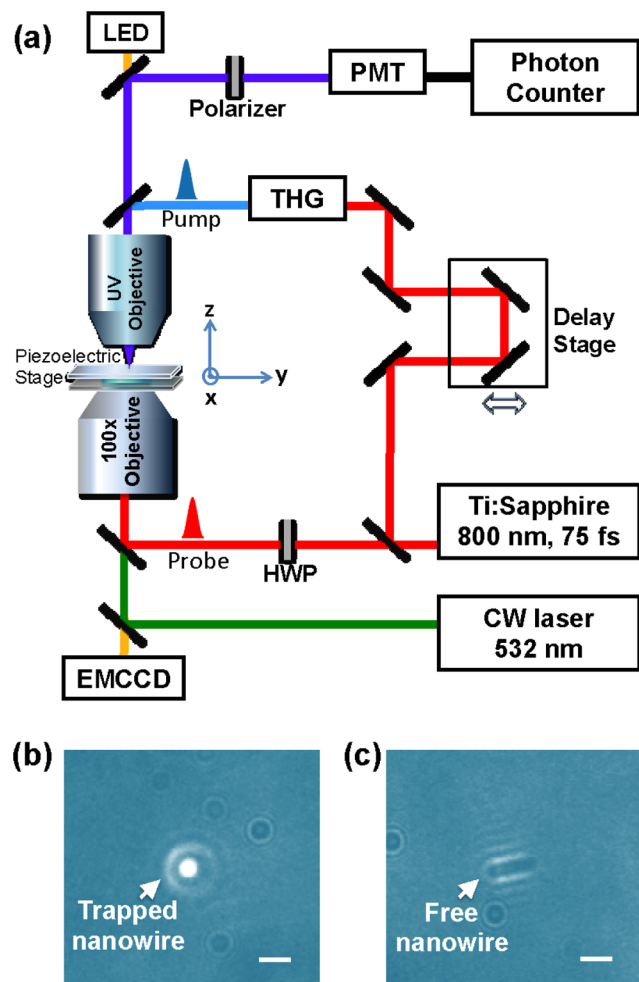 (a)
LED
PMT
Photon
Counter
Polarizer
Pump
THG
UV
Objective
Delay
Stage
Piezoelectric
Stage
z
y
x
100x
Objective
Probe
HWP
Ti:Sapphire
800 nm, 75 fs
CW laser
532 nm
EMCCD
(b)
Trapped
nanowire
(c)
Free
nanowire